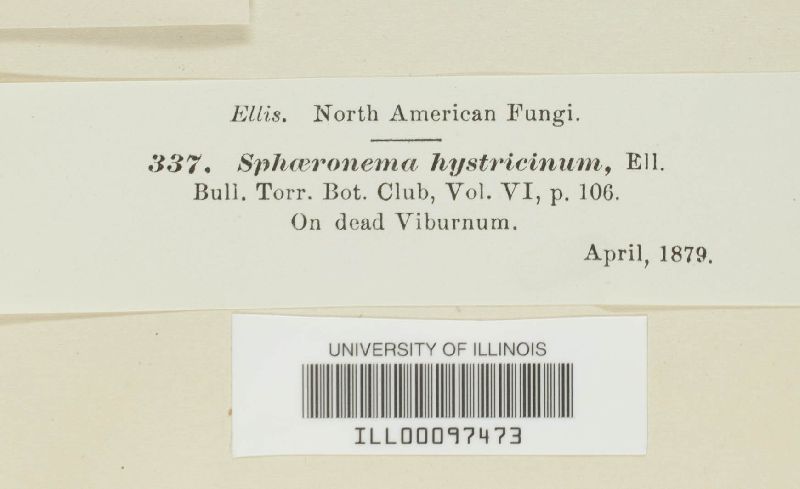 Ellis. North American Fungi.
337. Sphæronema hystricinum, Ell.
Bull. Torr. Bot. Club, Vol. VI, p. 106.
On dead Viburnum.
April, 1879.
UNIVERSITY OF ILLINOIS
ILL00097473